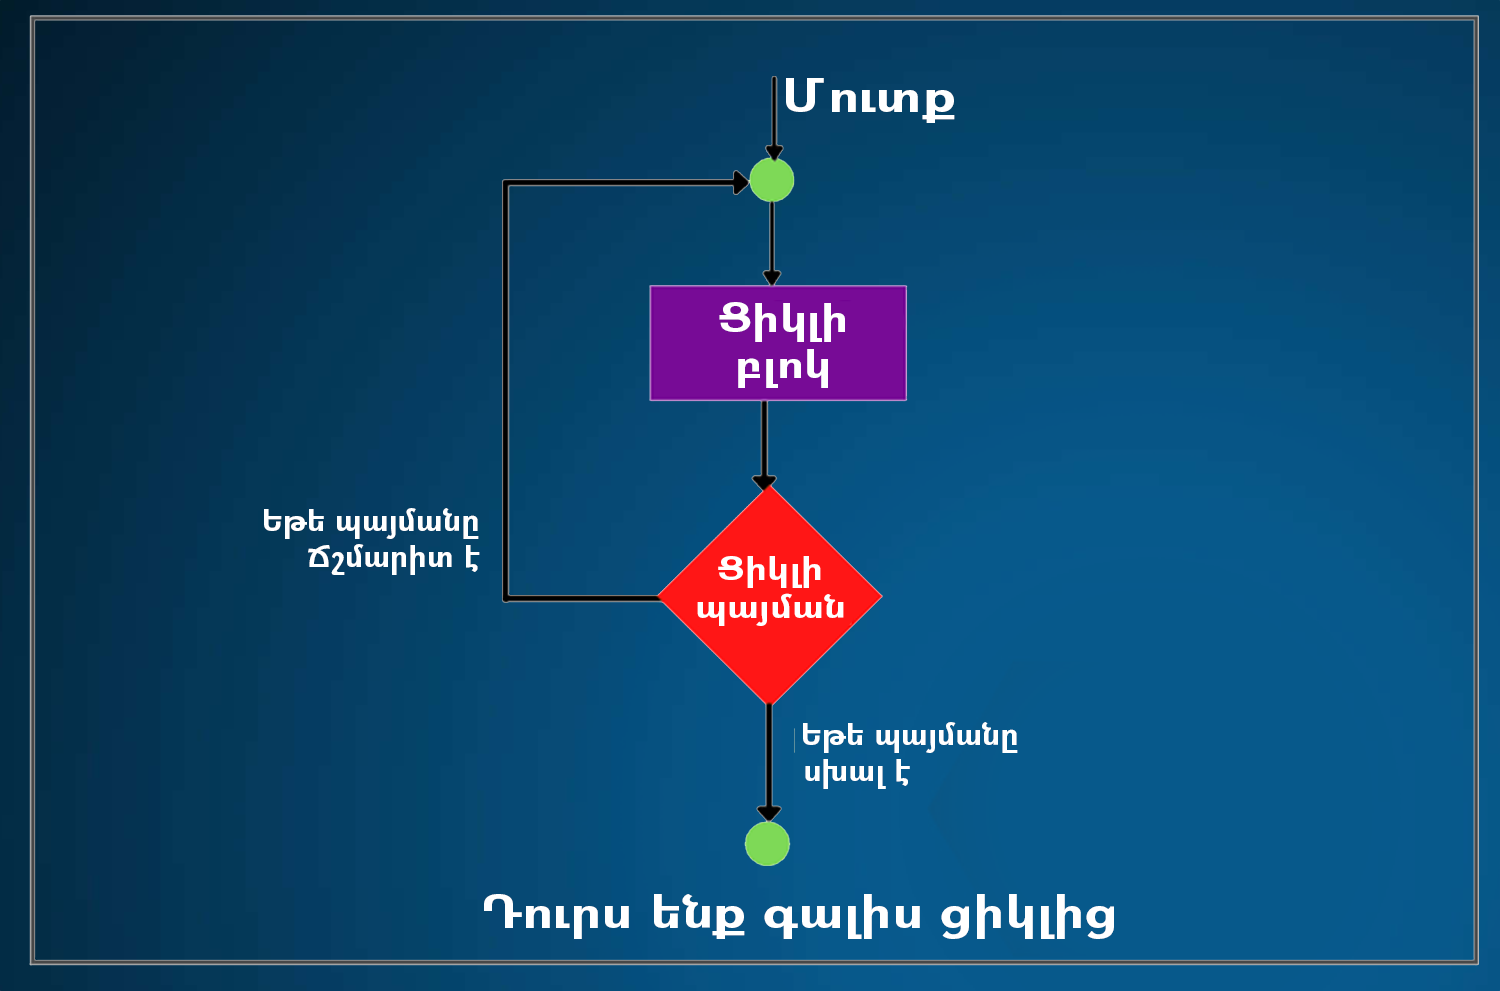 Մուտք
Ցիկլի
բլոկ
Եթե պայմանը
Ճշմարիտ է
Ցիկլի
պայման
Եթե պայմանը
սխալ է
Դուրս ենք գալիս ցիկլից